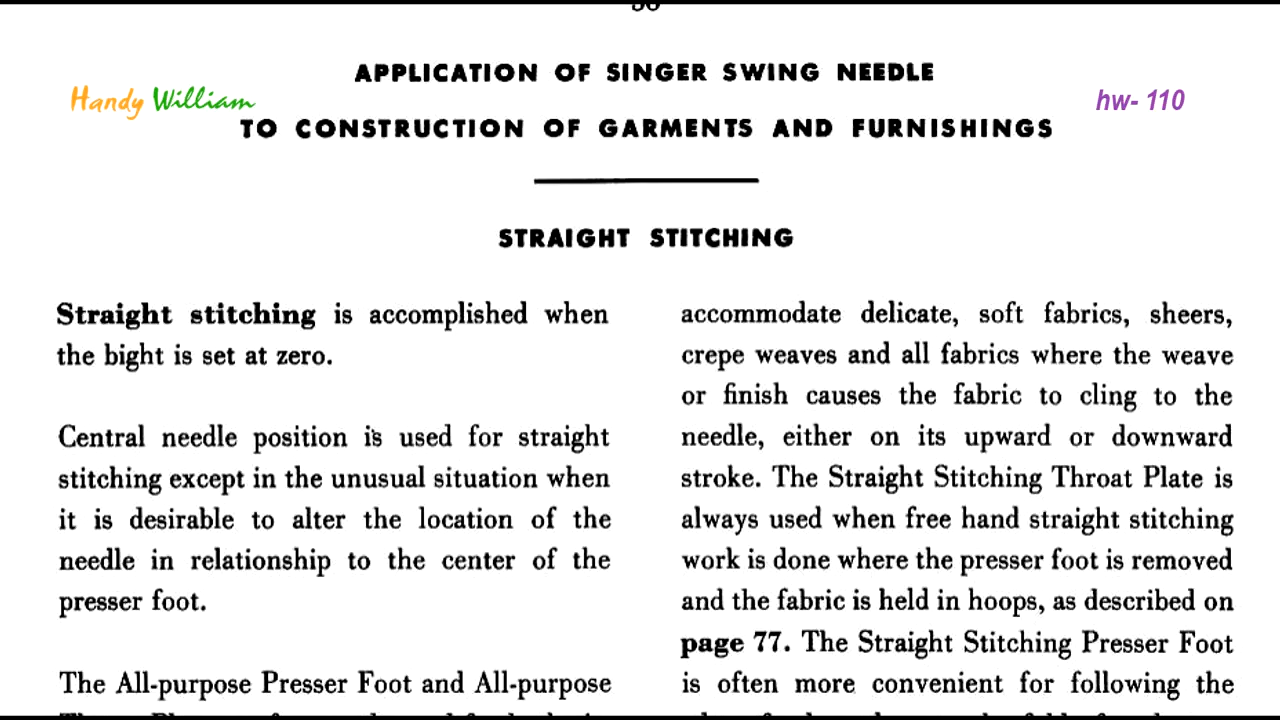 APPLICATION OF SINGER SWING NEEDLE
Handy William
hw- 110
TO CONSTRUCTION OF GARMENTS AND FURNISHINGS
STRAIGHT STITCHING
Straight stitching is accomplished when
the bight is set at zero.
Central needle position is used for straight
stitching except in the unusual situation when
it is desirable to alter the location of the
needle in relationship to the center of the
presser foot.
The All-purpose Presser Foot and All-purpose
accommodate delicate, soft fabrics, sheers,
crepe weaves and all fabrics where the weave
or finish causes the fabric to cling to the
needle, either on its upward or downward
stroke. The Straight Stitching Throat Plate is
always used when free hand straight stitching
work is done where the presser foot is removed
and the fabric is held in hoops, as described on
page 77. The Straight Stitching Presser Foot
is often more convenient for following the